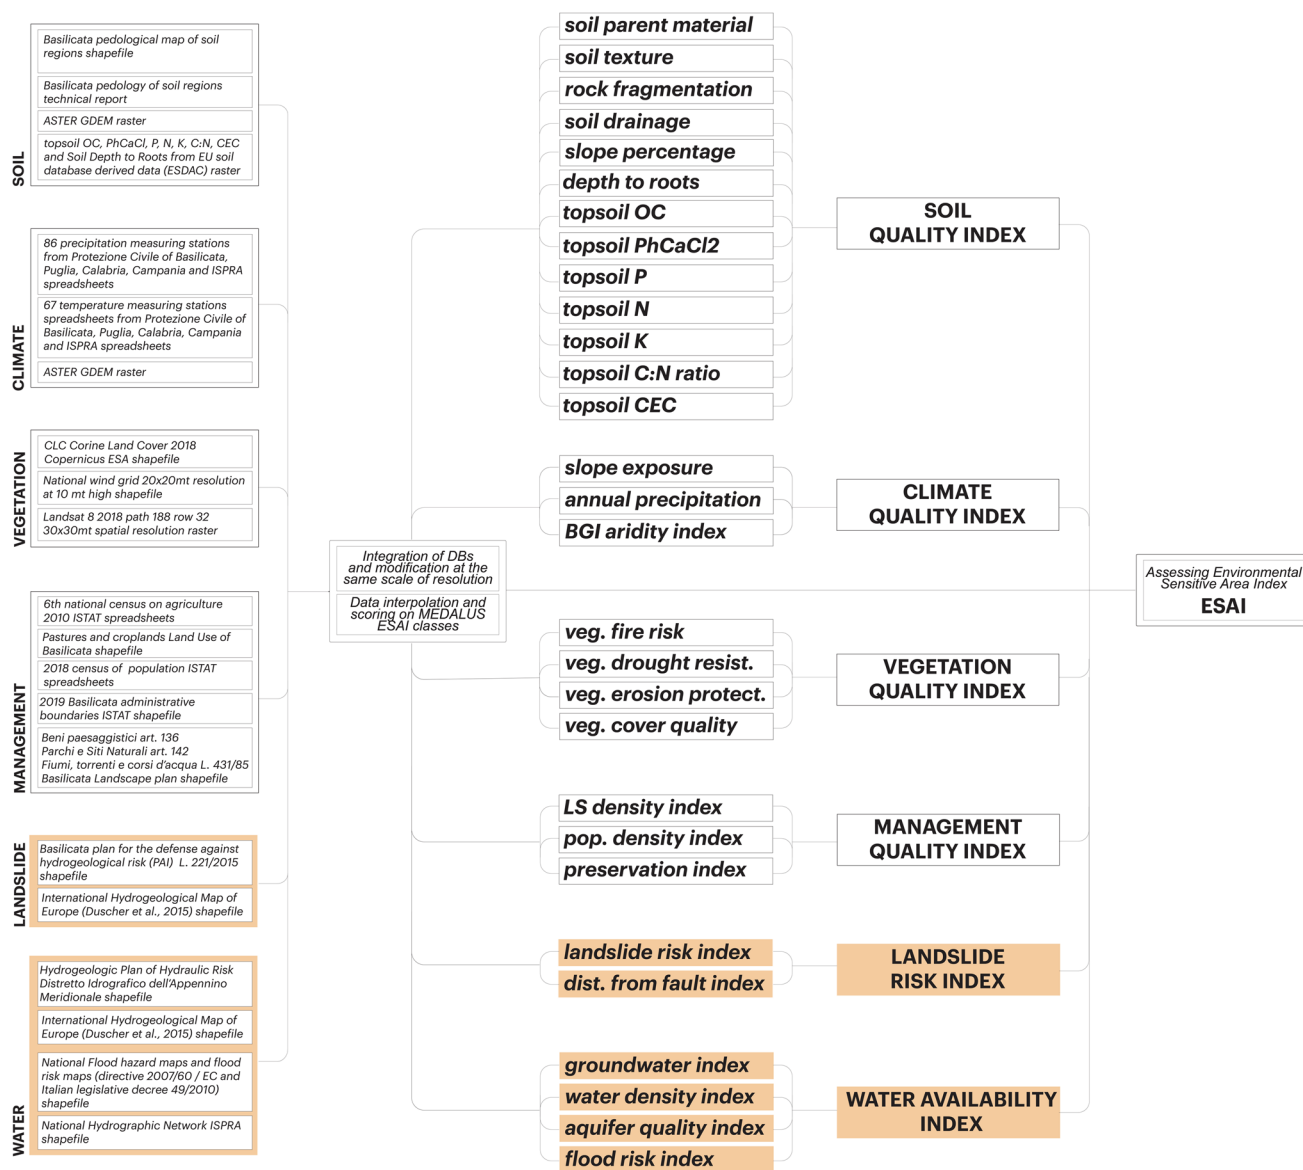 SOIL
Basilicata pedological map of soil
regions shapefile
Basilicata pedology of soil regions
technical report
ASTER GDEM raster
topsoil OC, PhCaCl, P, N, K, C:N, CEC
and Soil Depth to Roots from EU soil
database derived data (ESDAC) raster
CLIMATE
86 precipitation measuring stations
from Protezione Civile of Basilicata,
Puglia, Calabria, Campania and ISPRA
spreadsheets
67 temperature measuring stations
spreadsheets from Protezione Civile of
Basilicata, Puglia, Calabria, Campania
and ISPRA spreadsheets
ASTER GDEM raster
VEGETATION
CLC Corine Land Cover 2018
Copernicus ESA shapefile
National wind grid 20x20mt resolution
at 10 mt high shapefile
Landsat 8 2018 path 188 row 32
30x30mt spatial resolution raster
MANAGEMENT
6th national census on agriculture
2010 ISTAT spreadsheets
Pastures and croplands Land Use of
Basilicata shapefile
2018 census of population ISTAT
spreadsheets
2019 Basilicata administrative
boundaries ISTAT shapefile
Beni paesaggistici art. 136
Parchi e Siti Naturali art. 142
Fiumi, torrenti e corsi d'acqua L. 431/85
Basilicata Landscape plan shapefile
LANDSLIDE
Basilicata plan for the defense against
hydrogeological risk (PAI) L. 221/2015
shapefile
International Hydrogeological Map of
Europe (Duscher et al., 2015) shapefile
WATER
Hydrogeologic Plan of Hydraulic Risk
Distretto Idrografico dell'Appennino
Meridionale shapefile
International Hydrogeological Map of
Europe (Duscher et al., 2015) shapefile
National Flood hazard maps and flood
risk maps (directive 2007/60 / EC and
Italian legislative decree 49/2010)
shapefile
National Hydrographic Network ISPRA
shapefile
Integration of DBs
and modification at the
same scale of resolution
Data interpolation and
scoring on MEDALUS
ESAI classes
soil parent material
soil texture
rock fragmentation
soil drainage
slope percentage
depth to roots
topsoil OC
topsoil PhCaCl2
topsoil P
topsoil N
topsoil K
topsoil C:N ratio
topsoil CEC
slope exposure
annual precipitation
BGI aridity index
veg. fire risk
veg. drought resist.
veg. erosion protect.
veg. cover quality
LS density index
pop. density index
preservation index
landslide risk index
dist. from fault index
groundwater index
water density index
aquifer quality index
flood risk index
SOIL
QUALITY INDEX
CLIMATE
QUALITY INDEX
VEGETATION
QUALITY INDEX
MANAGEMENT
QUALITY INDEX
LANDSLIDE
RISK INDEX
WATER AVAILABILITY
INDEX
Assessing Environmental
Sensitive Area Index
ESAI